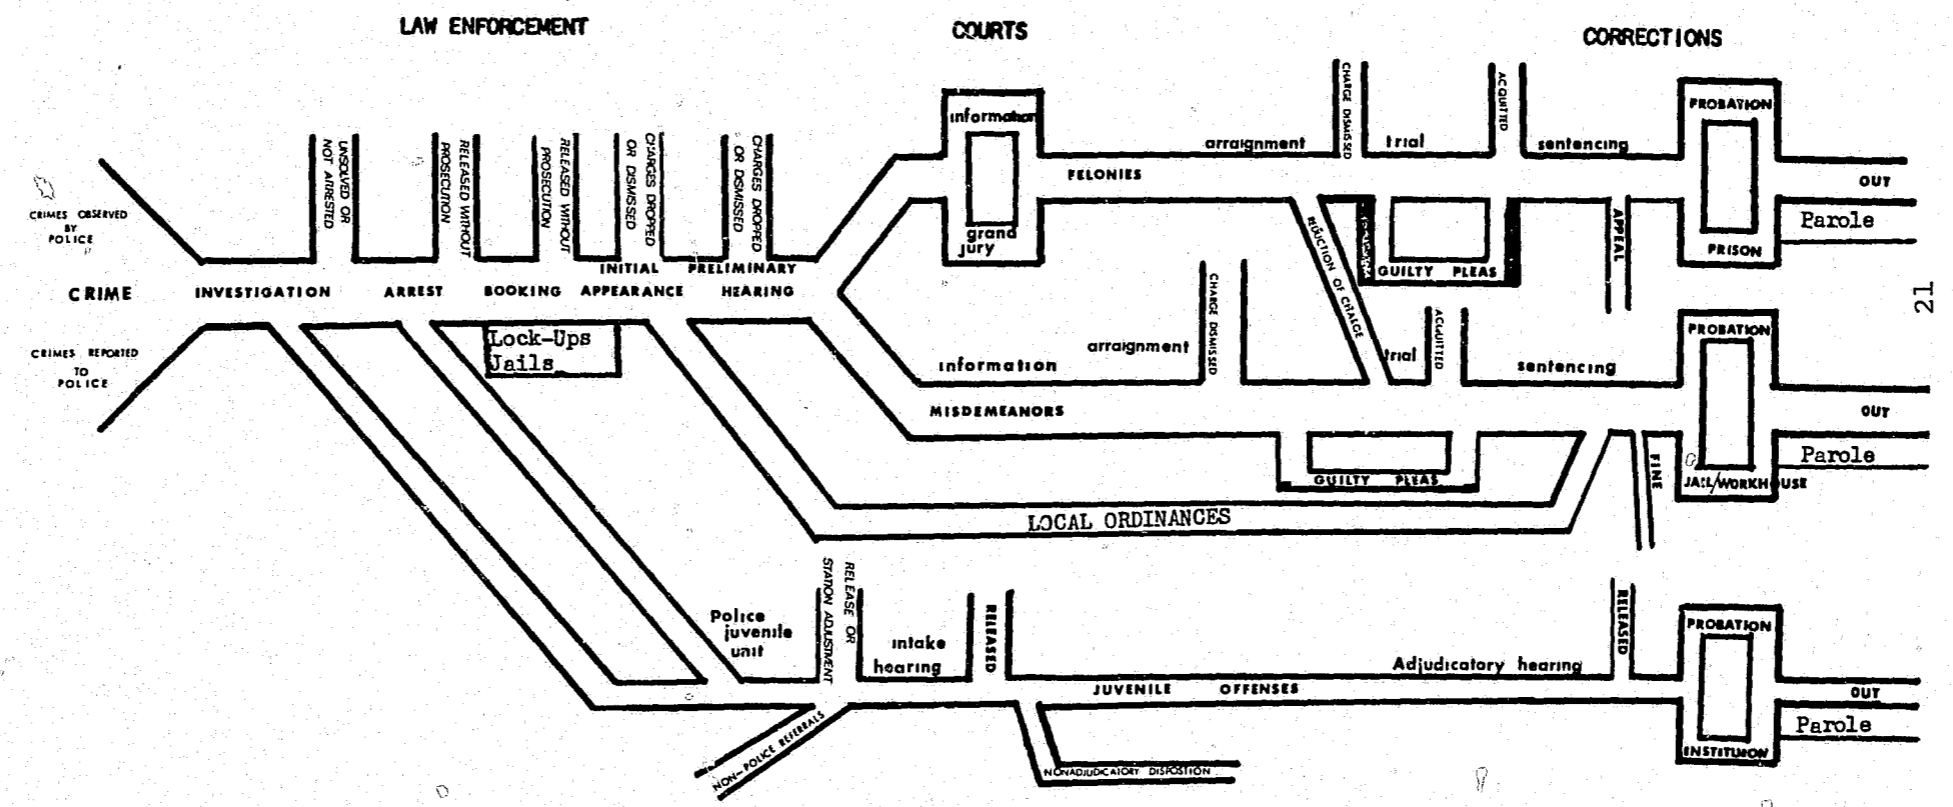 LAW ENFORCEMENT
COURTS
CORRECTIONS
CRIMES OBSERVED
BY
POLICE
CRIME
CRIMES REPORTED
TO
POLICE
INVESTIGATION
UNSOLVED OR
NOT ARRESTED
ARREST
RELEASED WITHOUT
PROSECUTION
BOOKING
RELEASED WITHOUT
PROSECUTION
Lock-Ups
Jails
INITIAL
APPEARANCE
CHARGES DROPPED
OR DISMISSED
PRELIMINARY
HEARING
CHARGES DROPPED
OR DISMISSED
information
grand
jury
FELONIES
arraignment
CHARGE DISMISSED
trial
ACQUITTED
sentencing
REDUCTION OF CHARGE
GUILTY PLEAS
APPEAL
PROBATION
PRISON
OUT
Parole
21
information
MISDEMEANORS
arraignment
CHARGE DISMISSED
trial
ACQUITTED
sentencing
GUILTY PLEAS
FINE
PROBATION
JAIL/WORKHOUSE
OUT
Parole
LOCAL ORDINANCES
Police
juvenile
unit
RELEASE OR
STATION ADJUSTMENT
NON-POLICE REFERRALS
intake
hearing
RELEASED
JUVENILE OFFENSES
NONADJUDICATORY DISPOSTION
Adjudicatory hearing
RELEASED
PROBATION
INSTITUTION
OUT
Parole